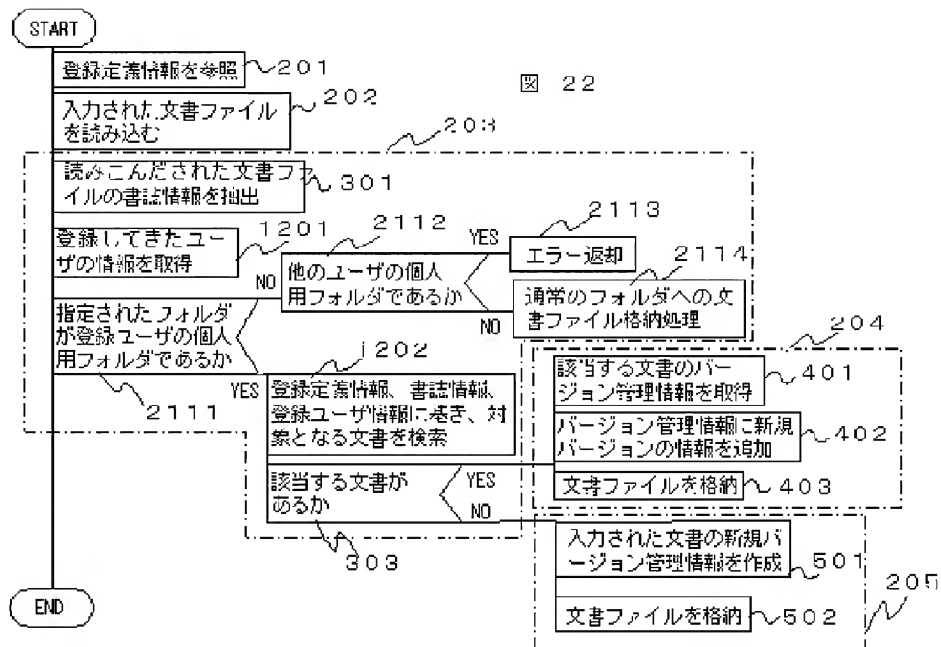 START
登録定義情報を参照
201
図 22
入力された文書ファイル
を読み込む
202
203
読みこんだされた文書ファ
イルの書誌情報を抽出
301
登録してきたユー
ザの情報を取得
1201
指定されたフォルダ
が登録ユーザの個人
用フォルダであるか
2111
NO
YES
他のユーザの個人
用フォルダであるか
2112
YES
NO
エラー返却
2113
通常のフォルダへの文
書ファイル格納処理
2114
登録定義情報、書誌情報、
登録ユーザ情報に基き、対
象となる文書を検索
1202
該当する文書が
あるか
303
YES
NO
204
該当する文書のバー
ジョン管理情報を取得
401
バージョン管理情報に新規
バージョンの情報を追加
402
文書ファイルを格納
403
入力された文書の新規バ
ージョン管理情報を作成
501
文書ファイルを格納
502
205
END